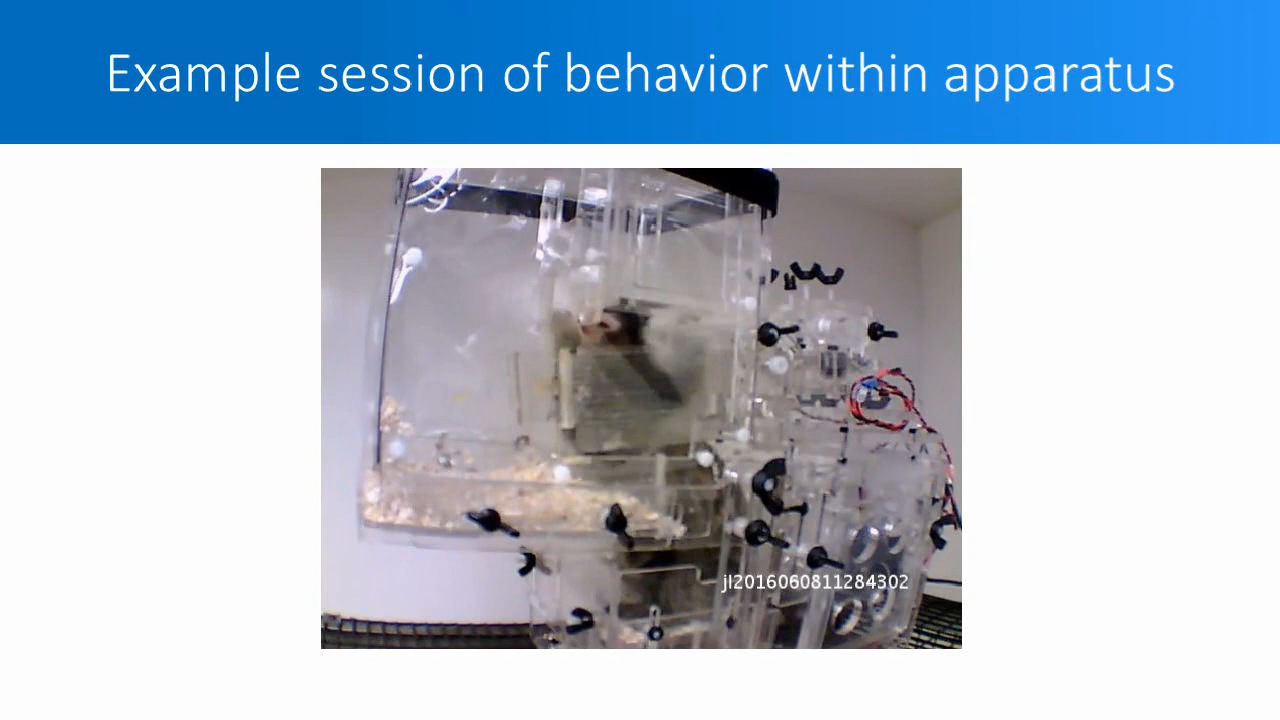 Example session of behavior within apparatus
jl2016060811284302